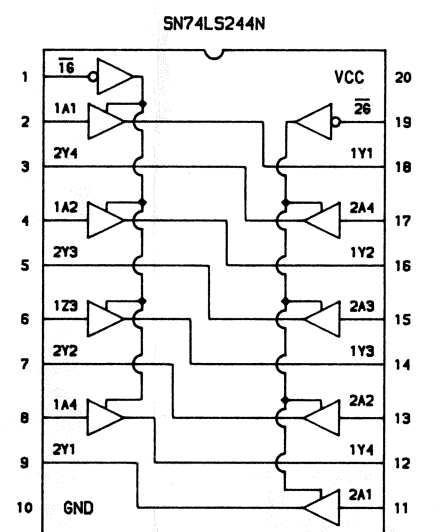 SN74LS244N
1 1G VCC 20
2 1A1 2G 19
3 2Y4 1Y1 18
4 1A2 2A4 17
5 2Y3 1Y2 16
6 1Z3 2A3 15
7 2Y2 1Y3 14
8 1A4 2A2 13
9 2Y1 1Y4 12
10 GND 2A1 11